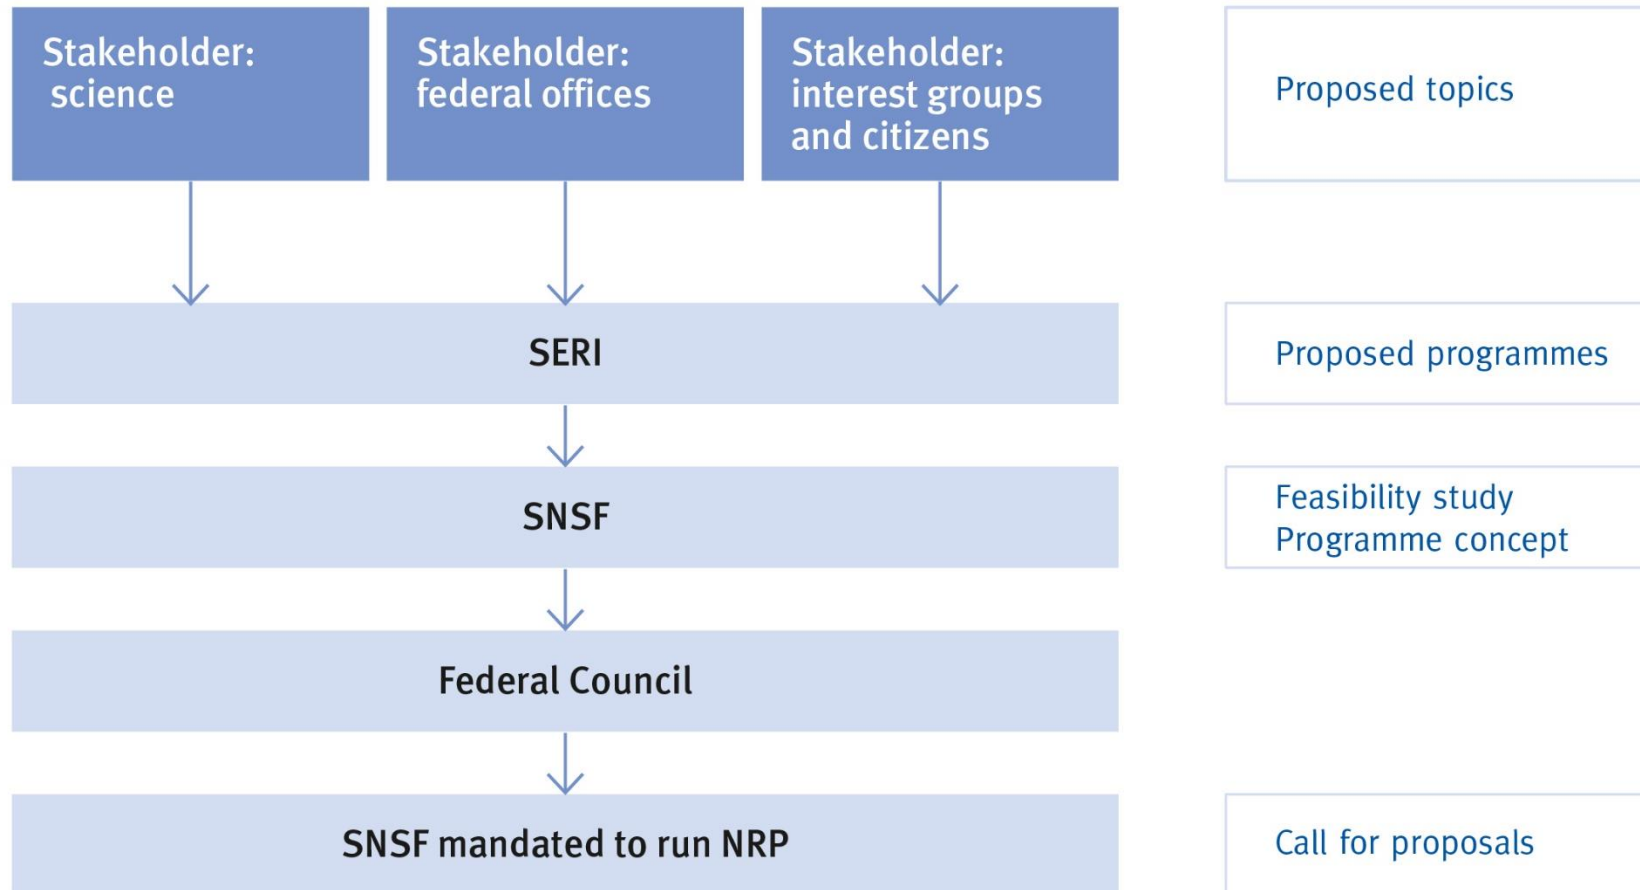 Stakeholder:
science
Stakeholder:
federal offices
Stakeholder:
interest groups
and citizens
Proposed topics
SERI
Proposed programmes
SNSF
Feasibility study
Programme concept
Federal Council
SNSF mandated to run NRP
Call for proposals